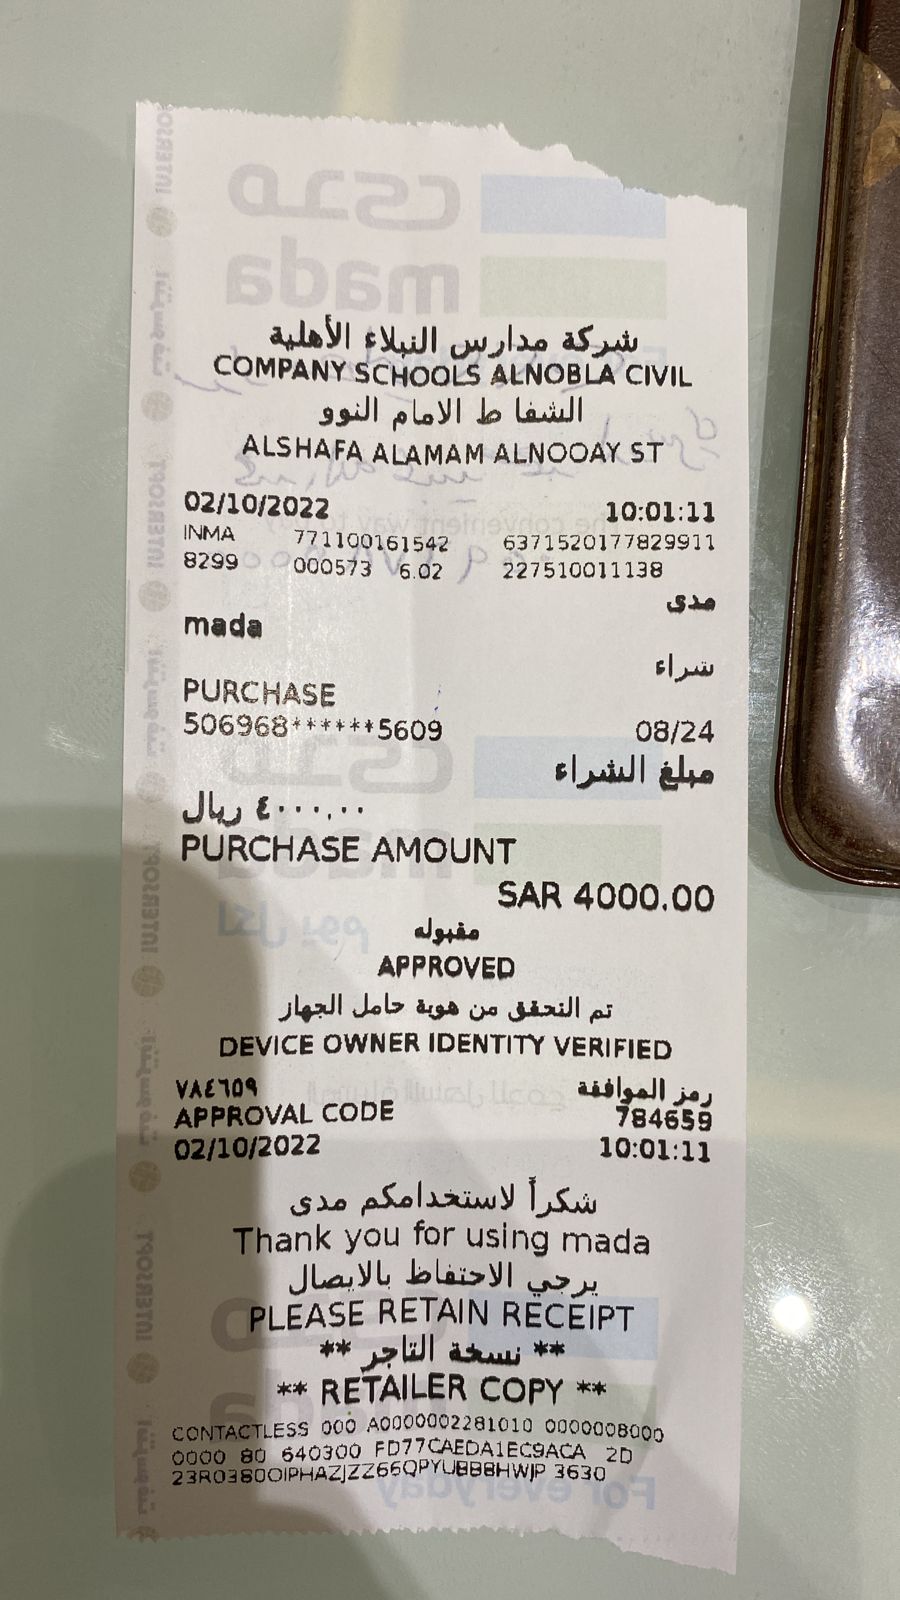 شركة مدارس النبلاء الأهلية
COMPANY SCHOOLS ALNOBLA CIVIL
الشفا ط الامام النوو
ALSHAFA ALAMAM ALNOOAY ST
02/10/2022 10:01:11
INMA 771100161542 6371520177829911
8299 000573 6.02 227510011138
مدى
mada
شراء
PURCHASE
506968******5609 08/24
مبلغ الشراء
٤٠٠٠,٠٠ ريال
PURCHASE AMOUNT
SAR 4000.00
مقبوله
APPROVED
تم التحقق من هوية حامل الجهاز
DEVICE OWNER IDENTITY VERIFIED
رمز الموافقة ٧٨٤٦٥٩
APPROVAL CODE 784659
02/10/2022 10:01:11
شكراً لاستخدامكم مدى
Thank you for using mada
يرجي الاحتفاظ بالايصال
PLEASE RETAIN RECEIPT
** نسخة التاجر **
** RETAILER COPY **
CONTACTLESS 000 A0000002281010 0000008000
0000 80 640300 FD77CAEDA1EC9ACA 2D
23R03800IPHAZJZZ66QPYUBB8HWJP 3630